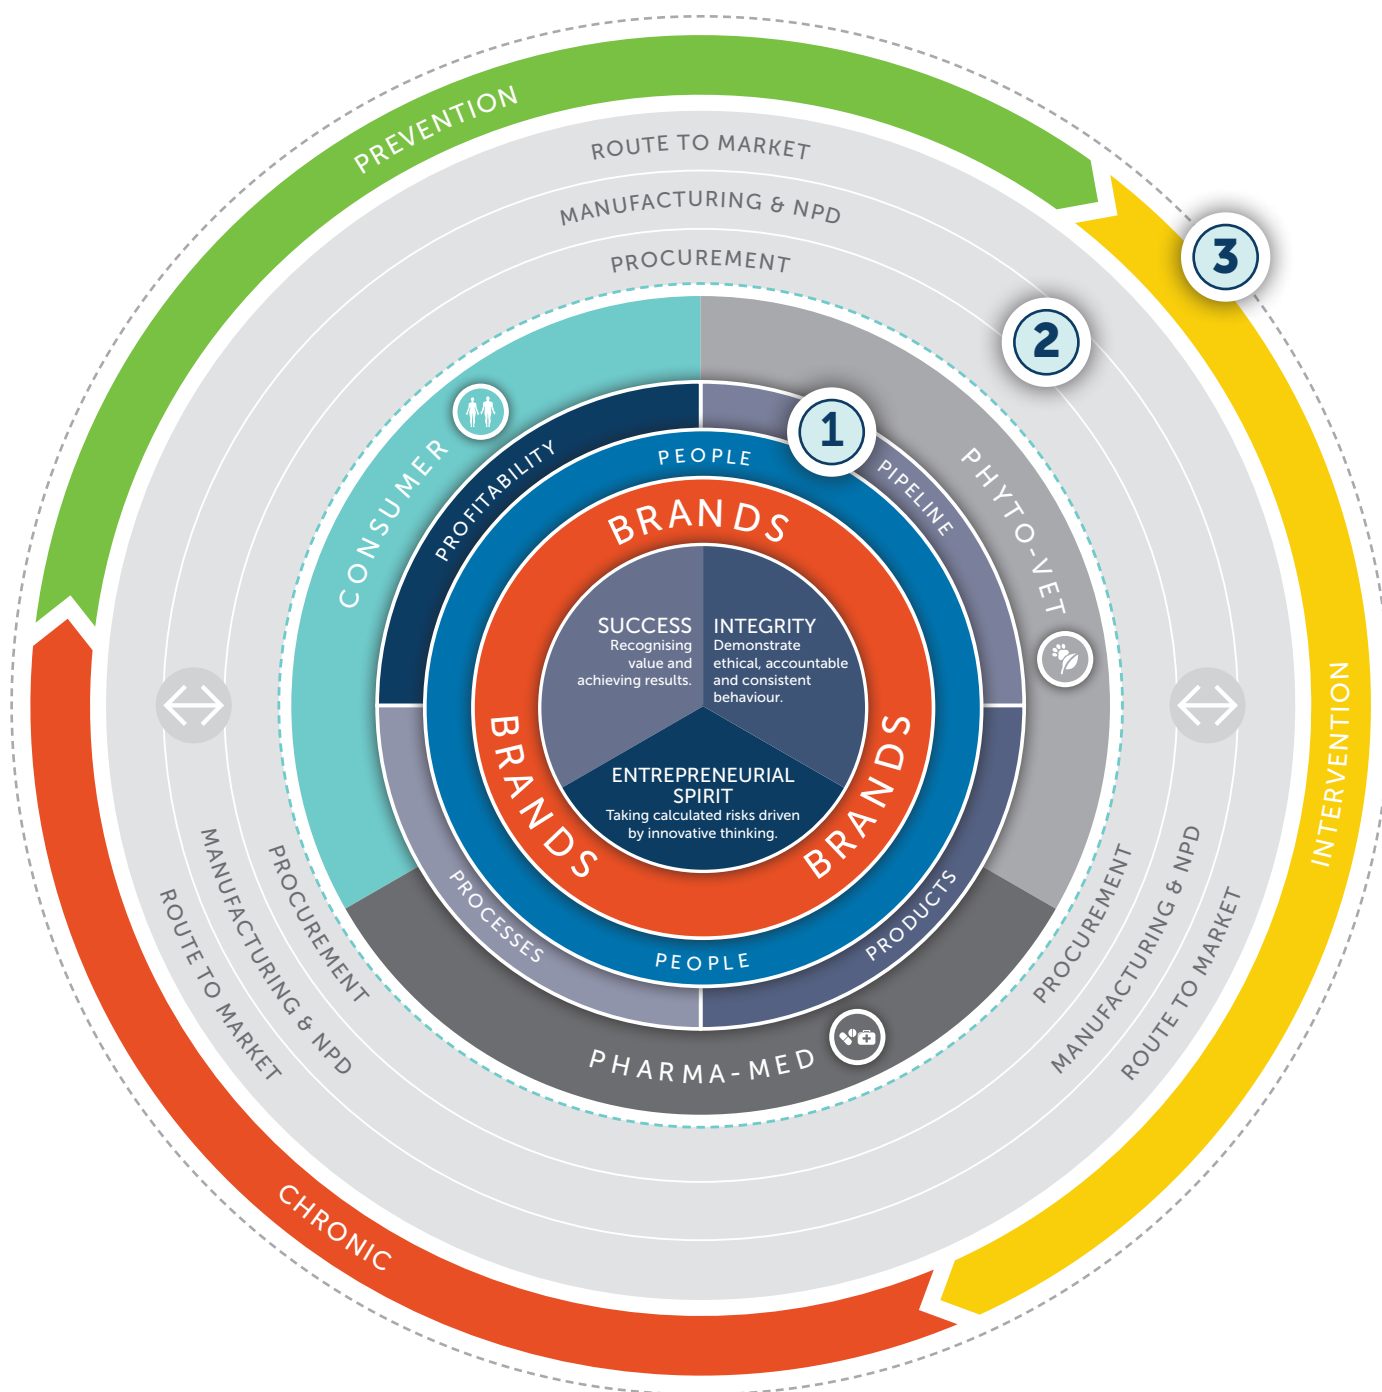 PREVENTION
ROUTE TO MARKET
MANUFACTURING & NPD
PROCUREMENT
3
2
1
CONSUMER
PROFITABILITY
PEOPLE
PIPELINE
PHYTO-VET
BRANDS
SUCCESS
Recognising
value and
achieving results.
INTEGRITY
Demonstrate
ethical, accountable
and consistent
behaviour.
ENTREPRENEURIAL
SPIRIT
Taking calculated risks driven
by innovative thinking.
BRANDS
BRANDS
PROCESSES
PEOPLE
PRODUCTS
PHARMA-MED
PROCUREMENT
MANUFACTURING & NPD
ROUTE TO MARKET
PROCUREMENT
MANUFACTURING & NPD
ROUTE TO MARKET
INTERVENTION
CHRONIC